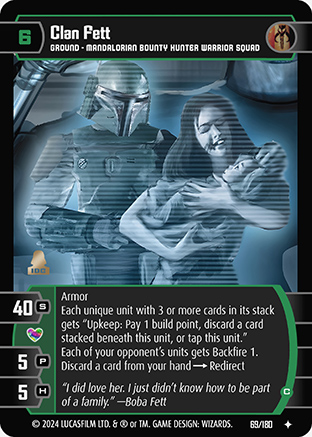 6
Clan Fett
GROUND - MANDALORIAN BOUNTY HUNTER WARRIOR SQUAD
IDC
40 S
5 P
5 H
Armor
Each unique unit with 3 or more cards in its stack
gets "Upkeep: Pay 1 build point, discard a card
stacked beneath this unit, or tap this unit."
Each of your opponent's units gets Backfire 1.
Discard a card from your hand → Redirect
"I did love her. I just didn't know how to be part
of a family." —Boba Fett
C
© 2024 LUCASFILM LTD. & ® or TM. GAME DESIGN: WIZARDS.
69/180